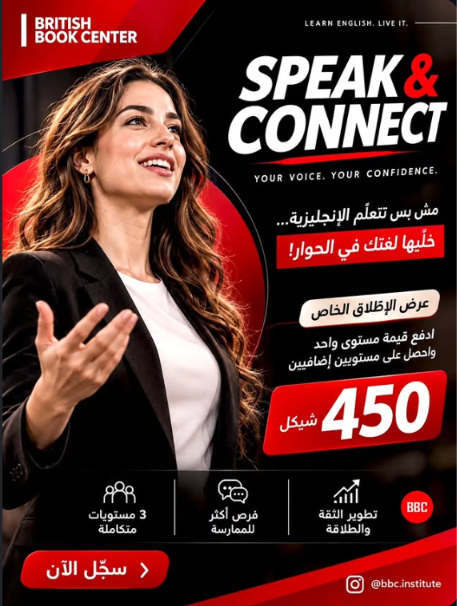 BRITISH
BOOK CENTER
LEARN ENGLISH. LIVE IT.
SPEAK &
CONNECT
YOUR VOICE. YOUR CONFIDENCE.
مش بس تتعلّم الإنجليزية...
خلّيها لغتك في الحوار!
عرض الإطلاق الخاص
ادفع قيمة مستوى واحد
واحصل على مستويين إضافيين
450 شيكل
تطوير الثقة
والطلاقة
فرص أكثر
للممارسة
3 مستويات
متكاملة
BBC
سجّل الآن
@bbc.institute